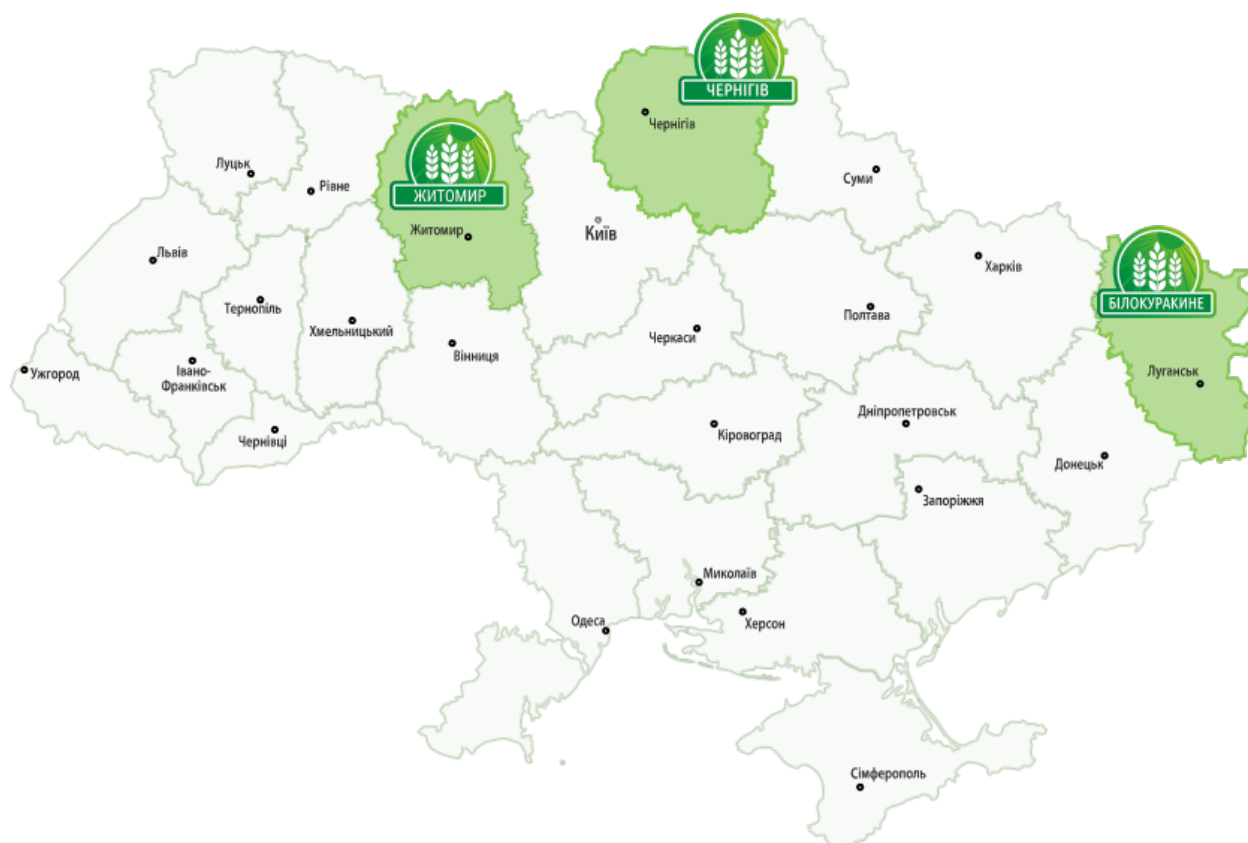 ЧЕРНІГІВ
Чернігів
Луцьк
Рівне
ЖИТОМИР
Житомир
Суми
Київ
Львів
Харків
БІЛОКУРАКИНЕ
Тернопіль
Хмельницький
Вінниця
Черкаси
Полтава
Ужгород
Івано-
Франківськ
Луганськ
Чернівці
Кіровоград
Дніпропетровськ
Донецьк
Запоріжжя
Миколаїв
Одеса
Херсон
Сімферополь